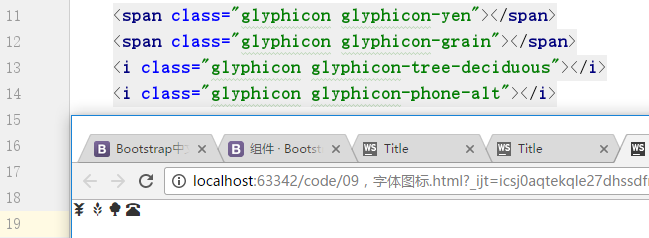 11 <span class="glyphicon glyphicon-yen"></span>
12 <span class="glyphicon glyphicon-grain"></span>
13 <i class="glyphicon glyphicon-tree-deciduous"></i>
14 <i class="glyphicon glyphicon-phone-alt"></i>
15
16
17
18
19
Bootstrap中 组件 · Bootst Title Title
localhost:63342/code/09，字体图标.html?_ijt=icsj0aqtekqle27dhssdf